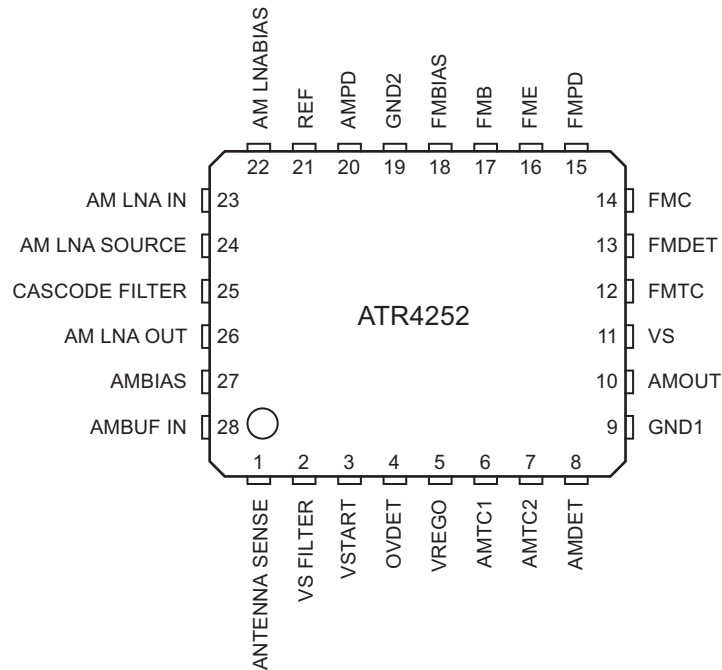 AM LNABIAS
REF
AMPD
GND2
FMBIAS
FMB
FME
FMPD
22 21 20 19 18 17 16 15
AM LNA IN 23
14 FMC
AM LNA SOURCE 24
13 FMDET
CASCODE FILTER 25
12 FMTC
ATR4252
AM LNA OUT 26
11 VS
AMBIAS 27
10 AMOUT
AMBUF IN 28
9 GND1
1 2 3 4 5 6 7 8
ANTENNA SENSE
VS FILTER
VSTART
OVDET
VREGO
AMTC1
AMTC2
AMDET